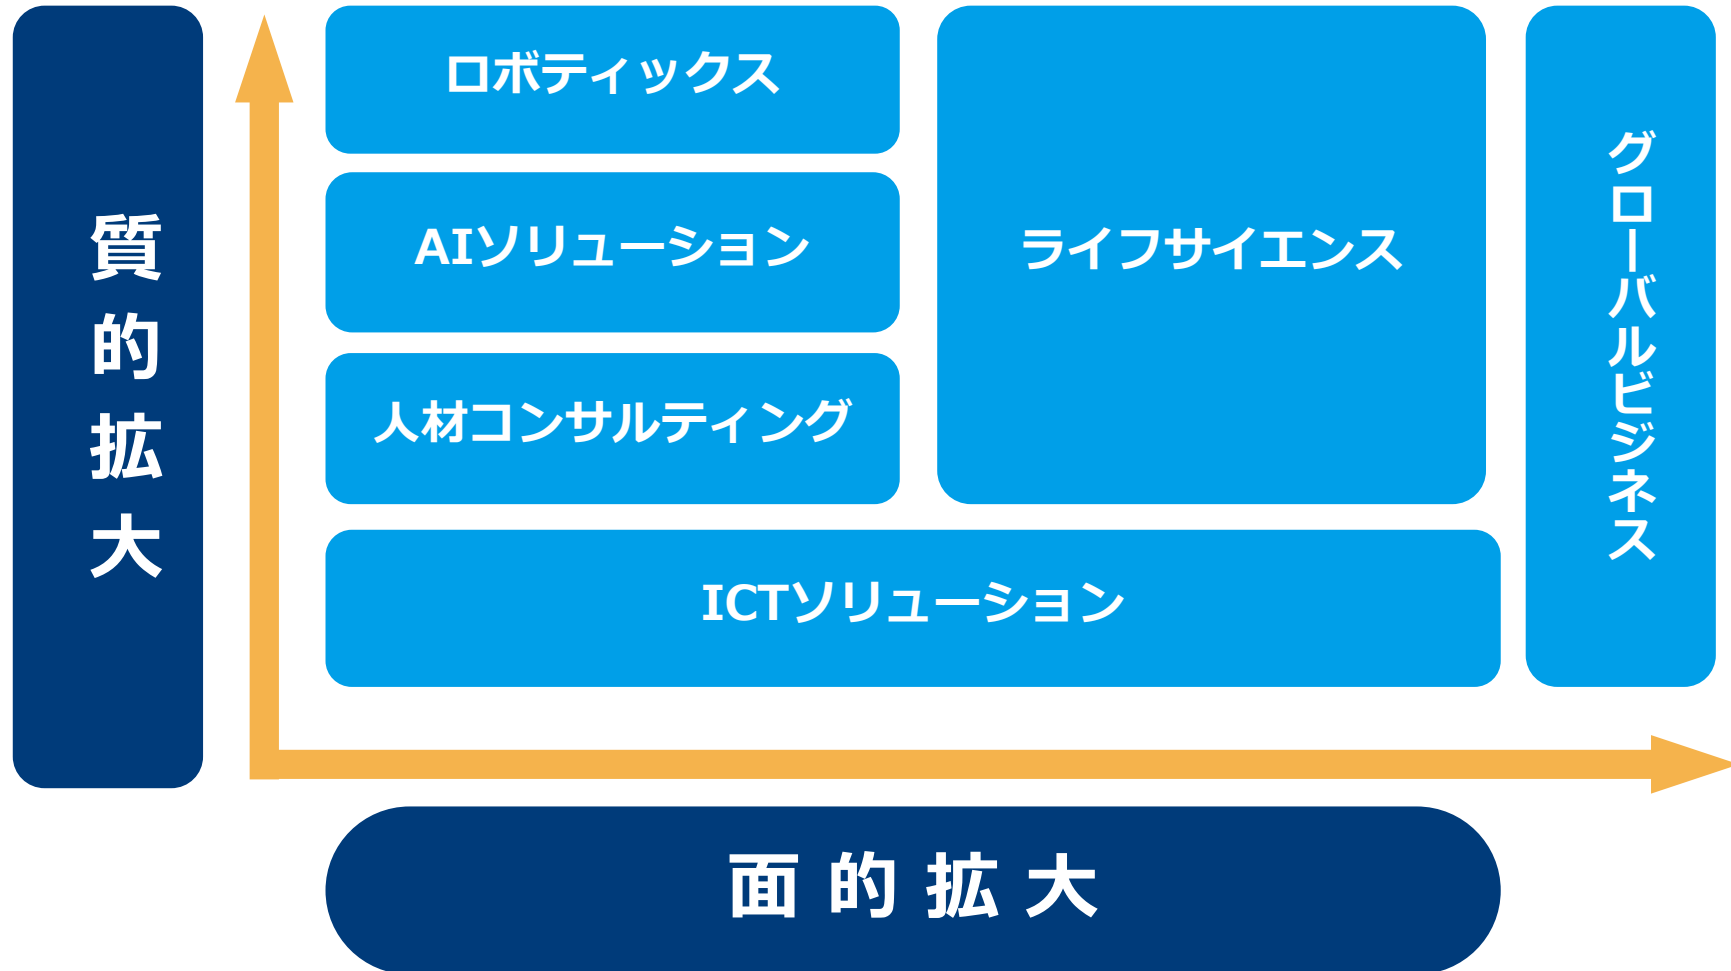 質的拡大
ロボティックス
AIソリューション
人材コンサルティング
ライフサイエンス
ICTソリューション
グローバルビジネス
面的拡大